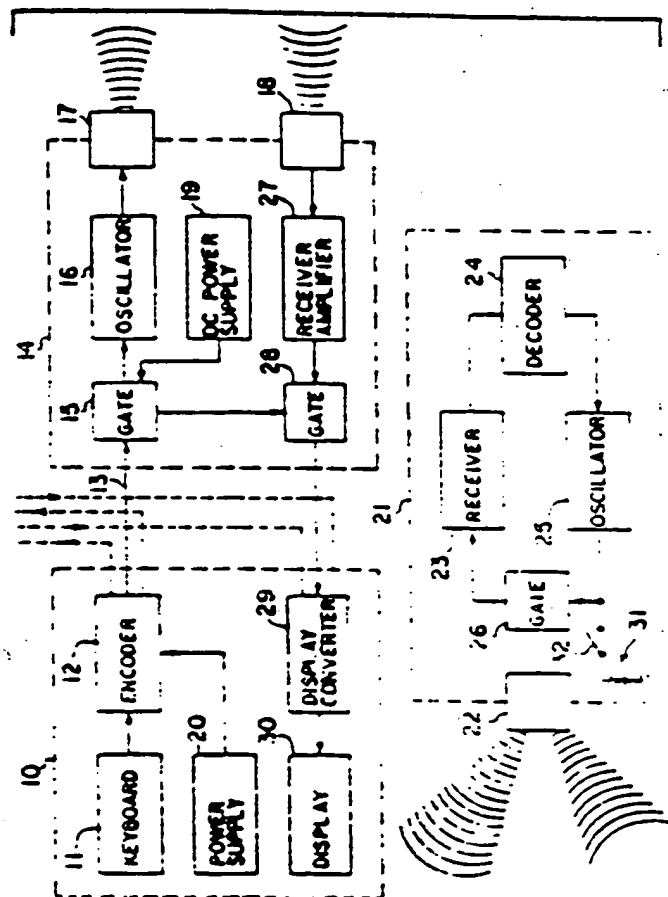 10
11
KEYBOARD
12
ENCODER
20
POWER
SUPPLY
30
DISPLAY
29
DISPLAY
CONVERTER
13
14
15
GATE
16
OSCILLATOR
17
19
DC POWER
SUPPLY
28
GATE
27
RECEIVER
AMPLIFIER
18
21
22
23
RECEIVER
24
DECODER
25
OSCILLATOR
26
GATE
32
31